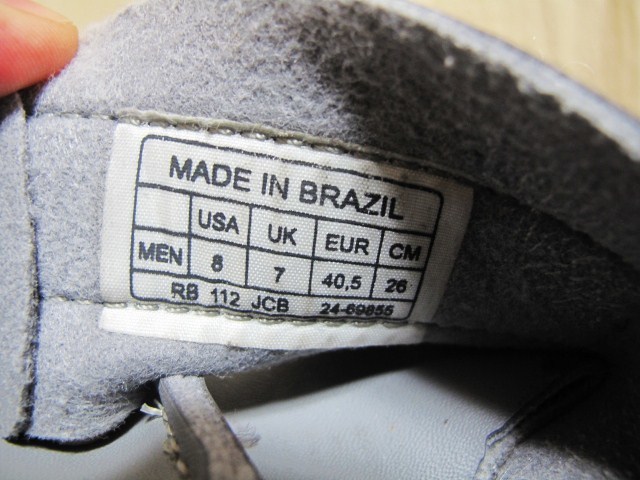 MADE IN BRAZIL
USA UK EUR CM
MEN 8 7 40,5 26
RB 112 JCB 24-69855